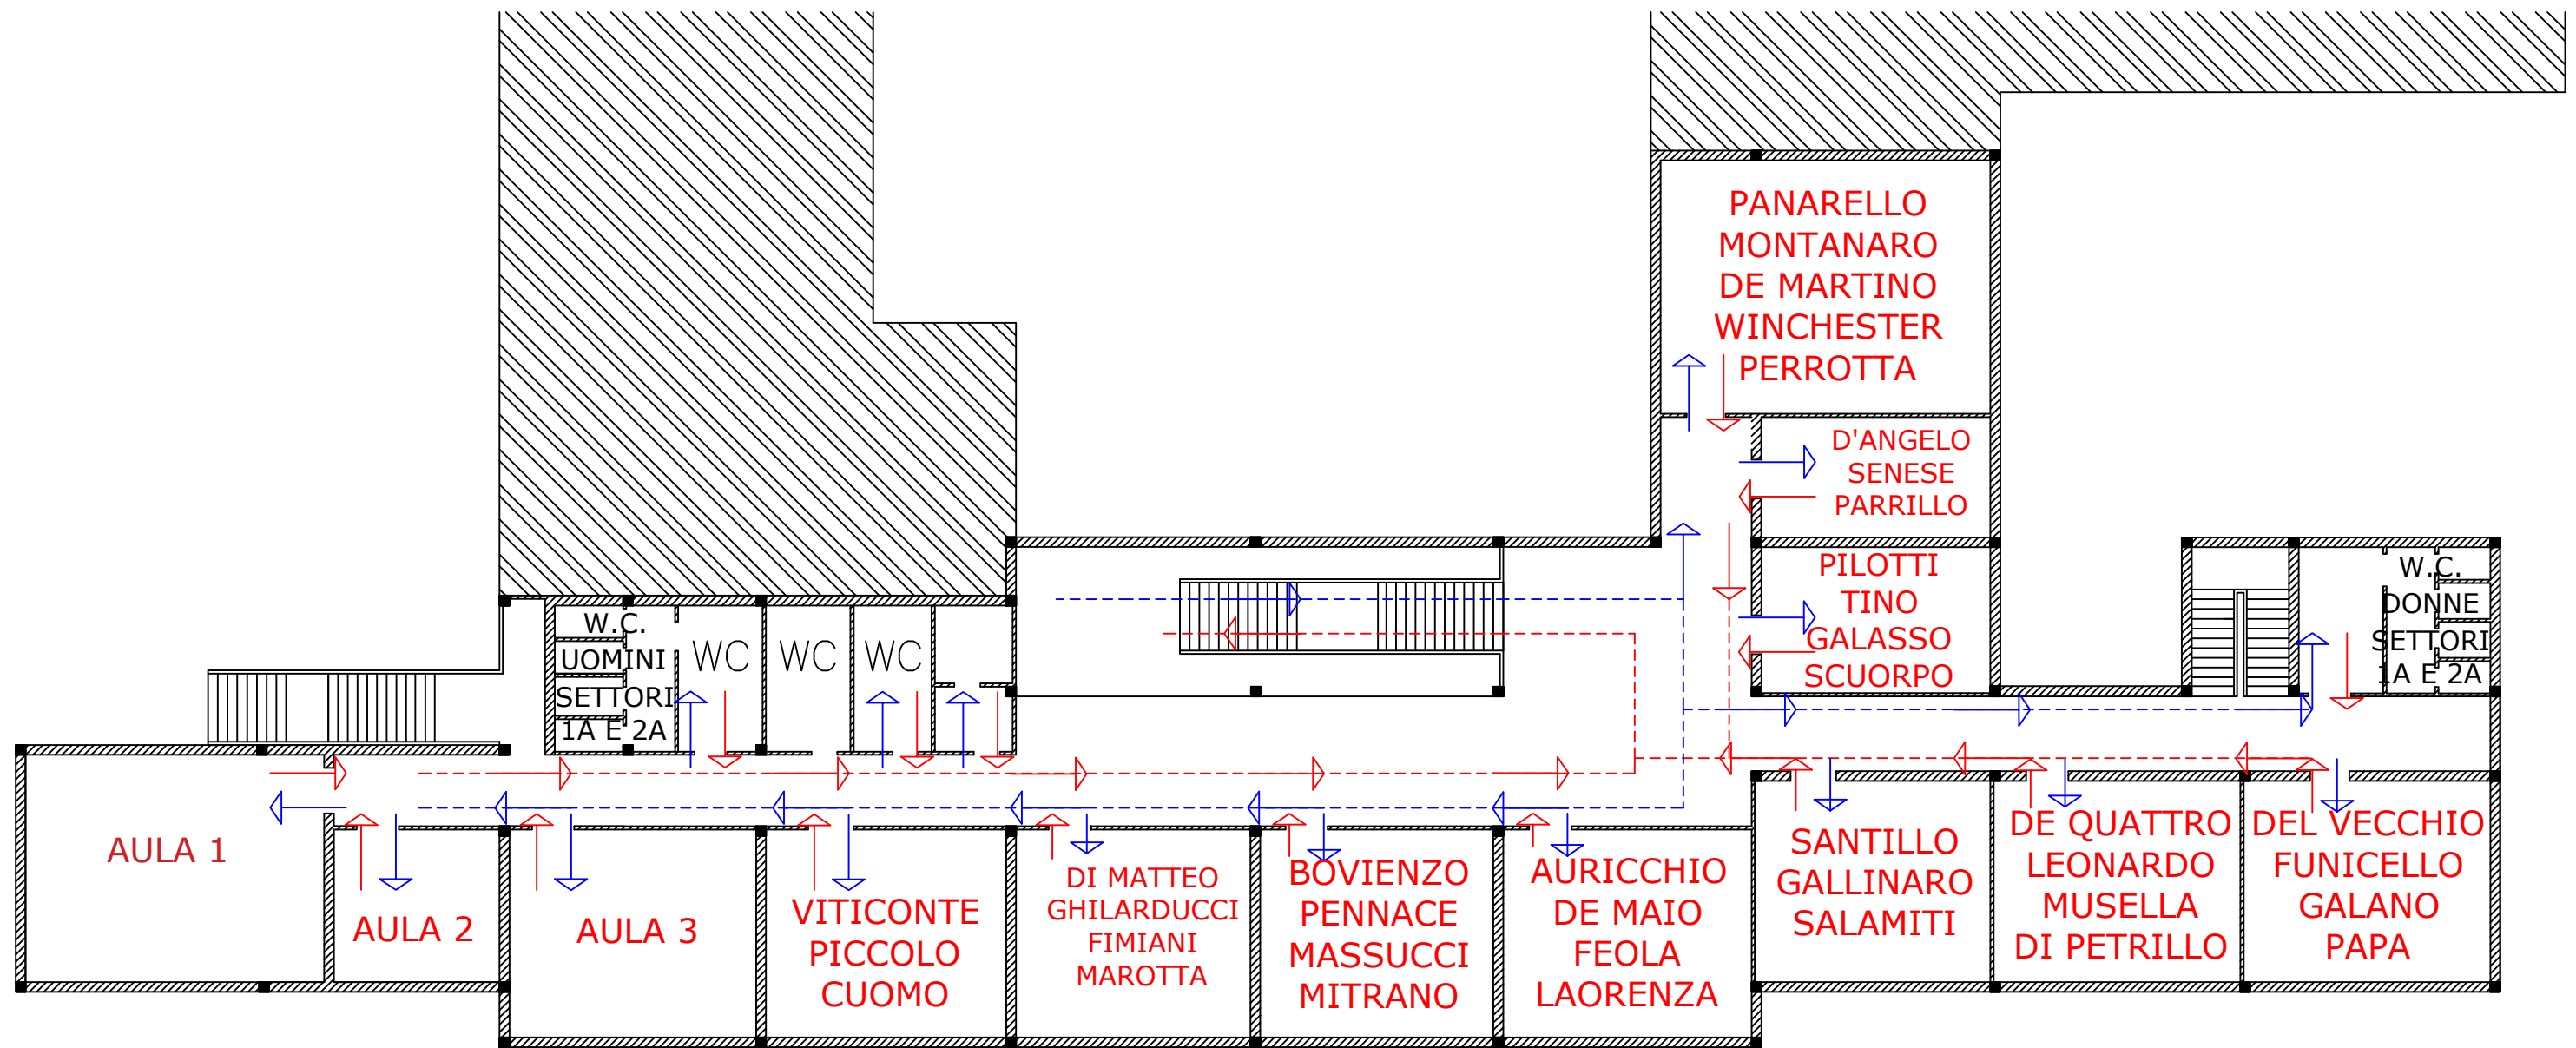 PANARELLO
MONTANARO
DE MARTINO
WINCHESTER
PERROTTA
D'ANGELO
SENESE
PARRILLO
PILOTTI
TINO
GALASSO
SCUORPO
W.C.
DONNE
SETTORI
1A E 2A
W.C.
UOMINI
SETTORI
1A E 2A
WC
WC
WC
AULA 1
AULA 2
AULA 3
VITICONTE
PICCOLO
CUOMO
DI MATTEO
GHILARDUCCI
FIMIANI
MAROTTA
BOVIENZO
PENNACE
MASSUCCI
MITRANO
AURICCHIO
DE MAIO
FEOLA
LAORENZA
SANTILLO
GALLINARO
SALAMITI
DE QUATTRO
LEONARDO
MUSELLA
DI PETRILLO
DEL VECCHIO
FUNICELLO
GALANO
PAPA